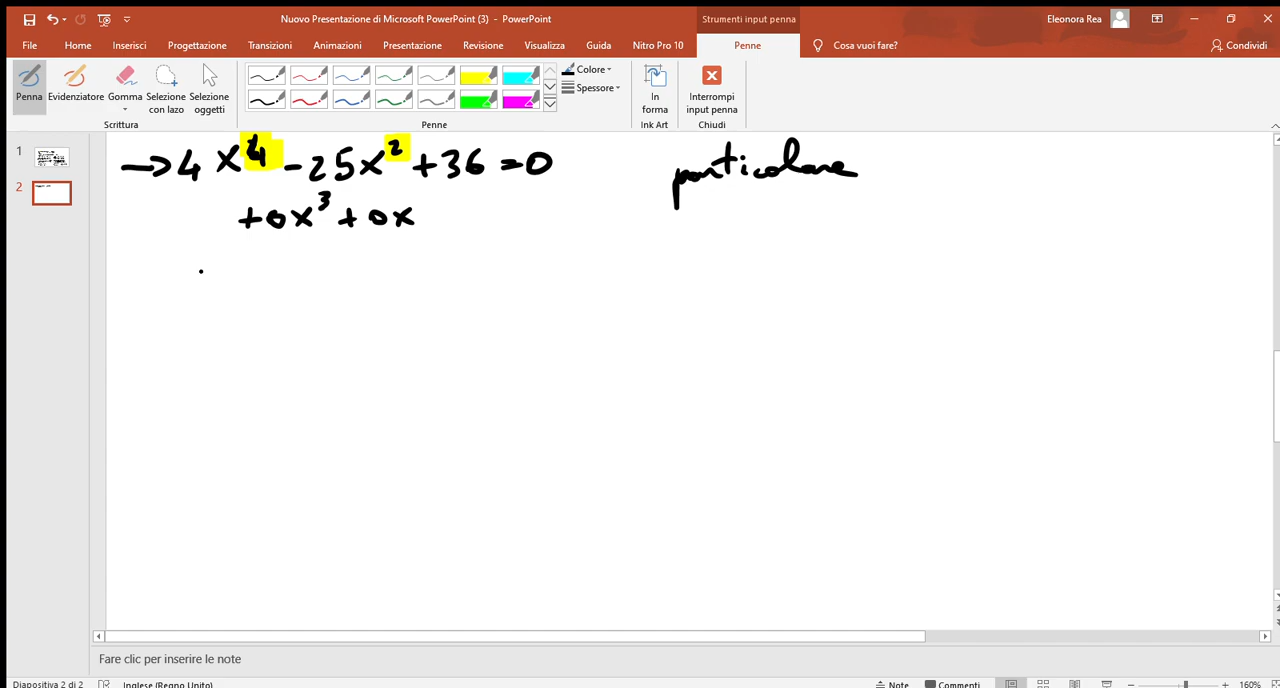 Nuovo Presentazione di Microsoft PowerPoint (3) - PowerPoint
Strumenti input penna
Eleonora Rea
File Home Inserisci Progettazione Transizioni Animazioni Presentazione Revisione Visualizza Guida Nitro Pro 10 Penne Cosa vuoi fare? Condividi
Penna Evidenziatore Gomma Selezione con lazo Selezione oggetti
Colore
Spessore
In forma
Interrompi input penna
Scrittura Penne Ink Art Chiudi
1
2
→ 4x⁴ - 25x² + 36 = 0 particolare
+0x³ + 0x
Fare clic per inserire le note
Diapositiva 2 di 2 Inglese (Regno Unito) Note Commenti 160%